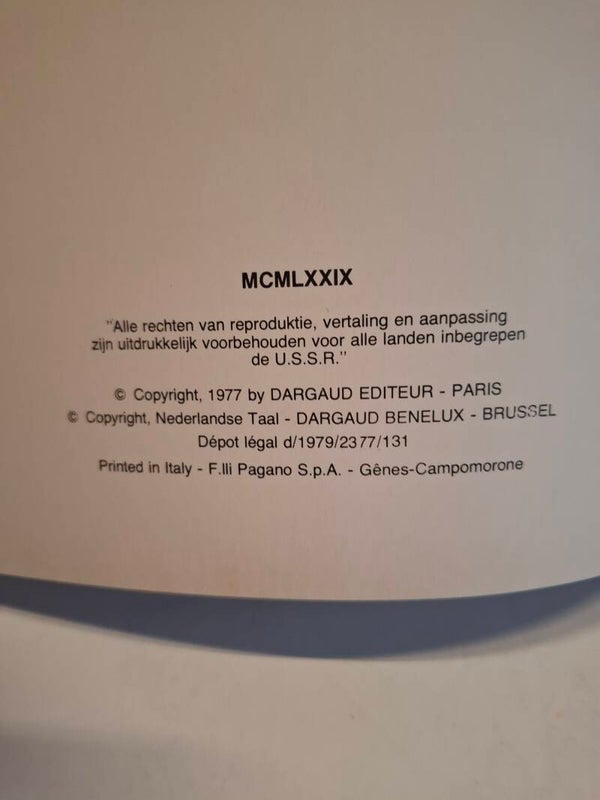 MCMLXXIX
"Alle rechten van reproduktie, vertaling en aanpassing
zijn uitdrukkelijk voorbehouden voor alle landen inbegrepen
de U.S.S.R."
© Copyright, 1977 by DARGAUD EDITEUR - PARIS
© Copyright, Nederlandse Taal - DARGAUD BENELUX - BRUSSEL
Dépot légal d/1979/2377/131
Printed in Italy - F.lli Pagano S.p.A. - Gênes-Campomorone